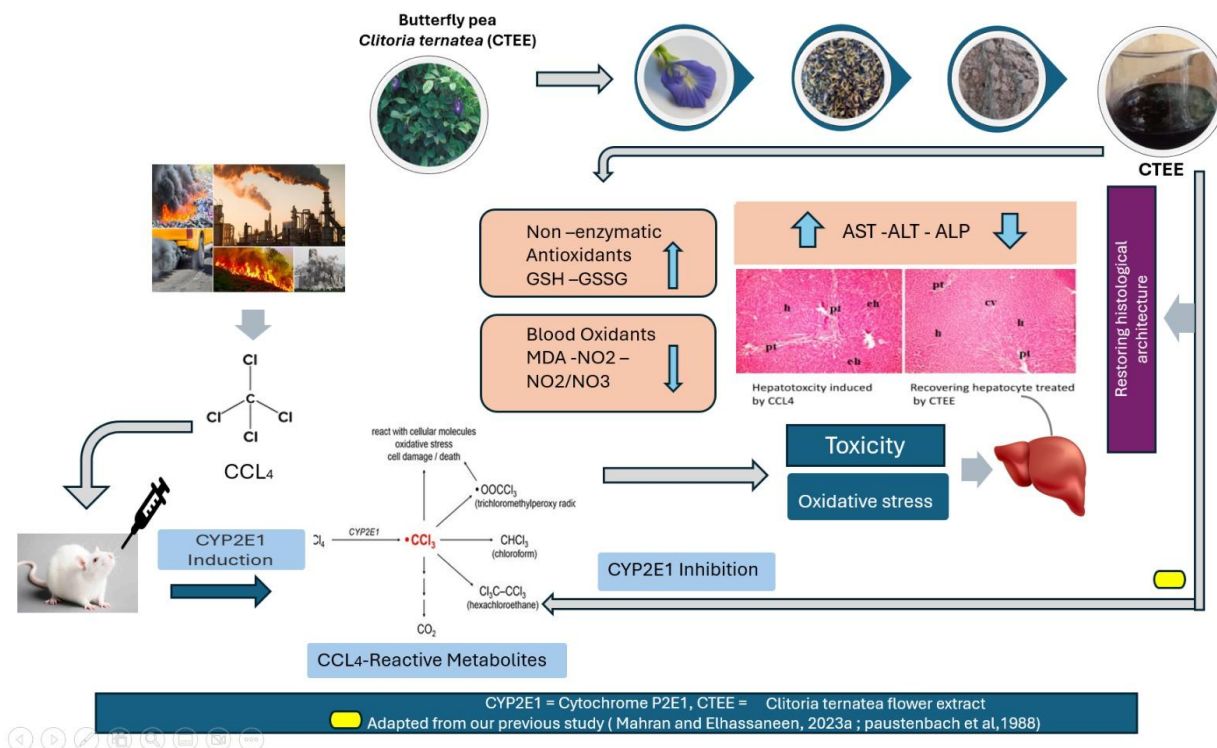 Butterfly pea
Clitoria ternatea (CTEE)
CTEE
Non –enzymatic
Antioxidants
GSH –GSSG
Blood Oxidants
MDA -NO2 –
NO2/NO3
AST -ALT - ALP
h
pt
eh
pt
eh
pt
cv
h
h
pt
Hepatotoxcity induced
by CCL4
Recovering hepatocyte treated
by CTEE
Restoring histological
architecture
Cl
Cl
C
Cl
Cl
CCL4
CYP2E1
Induction
react with cellular molecules
oxidative stress
cell damage / death
•OOCCl3
(trichloromethylperoxy radic
Cl4
CYP2E1
•CCl3
CHCl3
(chloroform)
Cl3C–CCl3
(hexachloroethane)
CO2
CCL4-Reactive Metabolites
Toxicity
Oxidative stress
CYP2E1 Inhibition
CYP2E1 = Cytochrome P2E1, CTEE = Clitoria ternatea flower extract
Adapted from our previous study ( Mahran and Elhassaneen, 2023a ; paustenbach et al,1988)